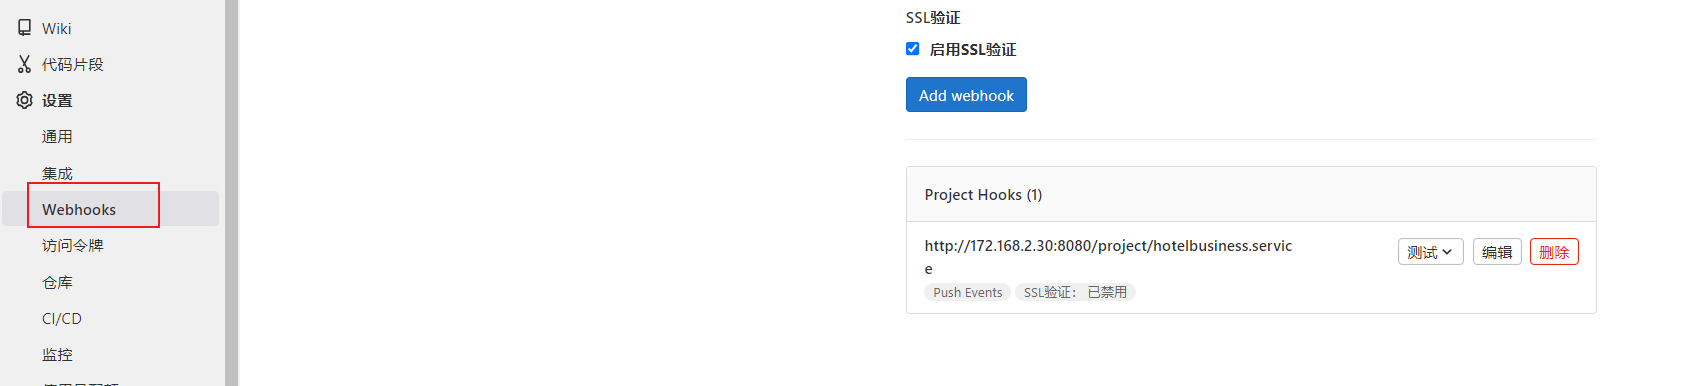 Wiki
代码片段
设置
通用
集成
Webhooks
访问令牌
仓库
CI/CD
监控
SSL验证
启用SSL验证
Add webhook
Project Hooks (1)
http://172.168.2.30:8080/project/hotelbusiness.servic
e
测试 编辑 删除
Push Events SSL验证： 已禁用